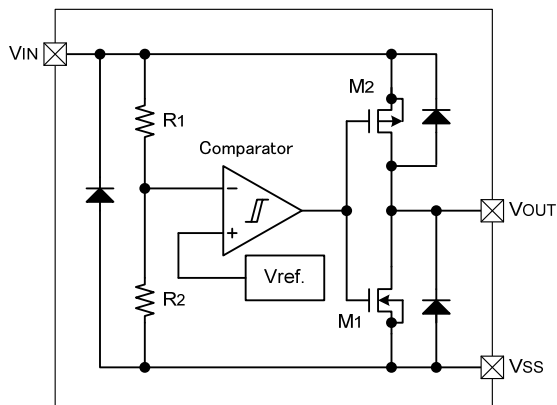 VIN
M2
R1
Comparator
−
VOUT
+
Vref.
R2
M1
VSS